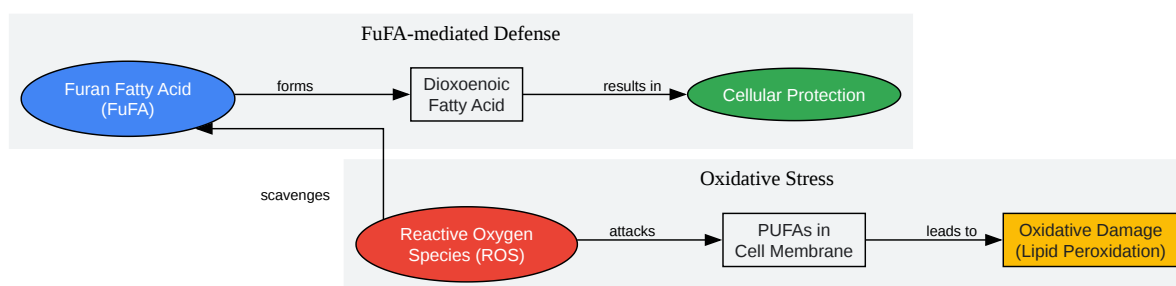 FuFA-mediated Defense
Furan Fatty Acid
(FuFA)
forms
Dioxoenoic
Fatty Acid
results in
Cellular Protection
scavenges
Oxidative Stress
Reactive Oxygen
Species (ROS)
attacks
PUFAs in
Cell Membrane
leads to
Oxidative Damage
(Lipid Peroxidation)